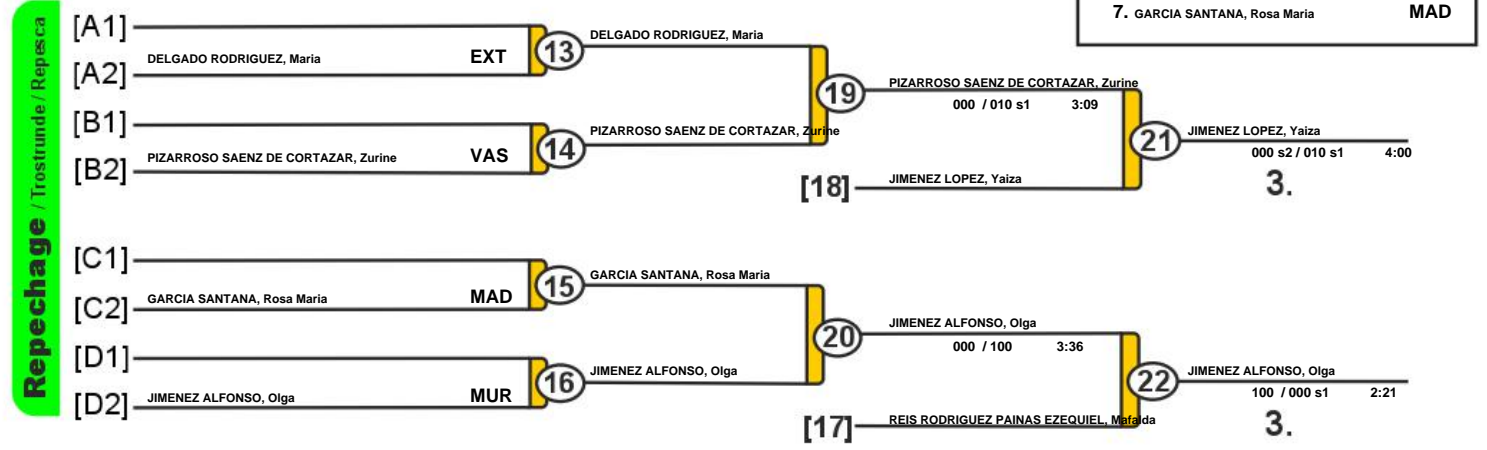 7. GARCIA SANTANA, Rosa Maria MAD
Repechage / Trostrunde / Repesca
[A1]
DELGADO RODRIGUEZ, Maria EXT
[A2]
13
DELGADO RODRIGUEZ, Maria
[B1]
PIZARROSO SAENZ DE CORTAZAR, Zurine VAS
[B2]
14
PIZARROSO SAENZ DE CORTAZAR, Zurine
19
PIZARROSO SAENZ DE CORTAZAR, Zurine
000 / 010 s1 3:09
[18]
JIMENEZ LOPEZ, Yaiza
21
JIMENEZ LOPEZ, Yaiza
000 s2 / 010 s1 4:00
3.
[C1]
GARCIA SANTANA, Rosa Maria MAD
[C2]
15
GARCIA SANTANA, Rosa Maria
[D1]
JIMENEZ ALFONSO, Olga MUR
[D2]
16
JIMENEZ ALFONSO, Olga
20
JIMENEZ ALFONSO, Olga
000 / 100 3:36
[17]
REIS RODRIGUEZ PAINAS EZEQUIEL, Mafalda
22
JIMENEZ ALFONSO, Olga
100 / 000 s1 2:21
3.